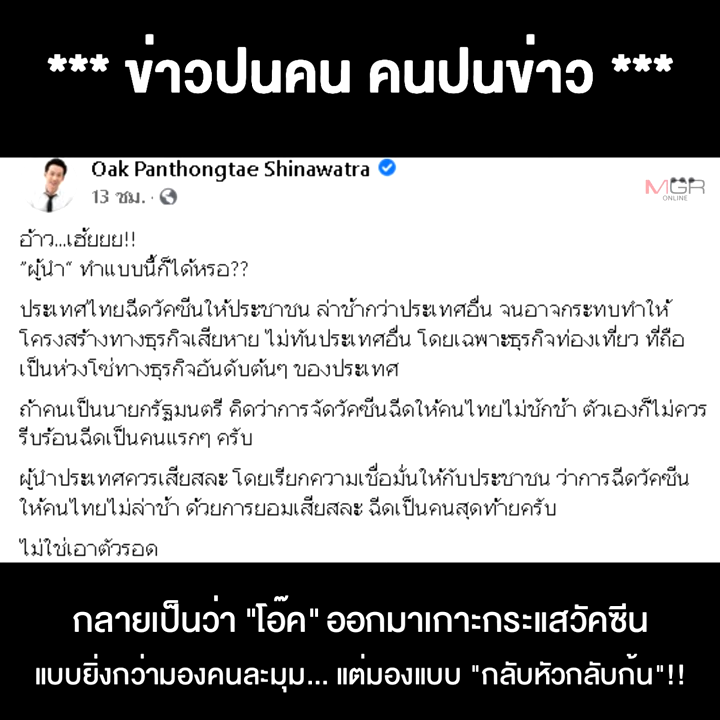 *** ข่าวปนคน คนปนข่าว ***
Oak Panthongtae Shinawatra
13 ชม. ·
MGR
ONLINE
อ้าว...เฮ้ยยย!!
"ผู้นำ" ทำแบบนี้ก็ได้หรอ??
ประเทศไทยฉีดวัคซีนให้ประชาชน ล่าช้ากว่าประเทศอื่น จนอาจกระทบทำให้
โครงสร้างทางธุรกิจเสียหาย ไม่ทันประเทศอื่น โดยเฉพาะธุรกิจท่องเที่ยว ที่ถือ
เป็นห่วงโซ่ทางธุรกิจอันดับต้นๆ ของประเทศ
ถ้าคนเป็นนายกรัฐมนตรี คิดว่าการจัดวัคซีนฉีดให้คนไทยไม่ชักช้า ตัวเองก็ไม่ควร
รีบร้อนฉีดเป็นคนแรกๆ ครับ
ผู้นำประเทศควรเสียสละ โดยเรียกความเชื่อมั่นให้กับประชาชน ว่าการฉีดวัคซีน
ให้คนไทยไม่ล่าช้า ด้วยการยอมเสียสละ ฉีดเป็นคนสุดท้ายครับ
ไม่ใช่เอาตัวรอด
กลายเป็นว่า "โอ๊ค" ออกมาเกาะกระแสวัคซีน
แบบยิ่งกว่ามองคนละมุม... แต่มองแบบ "กลับหัวกลับก้น"!!